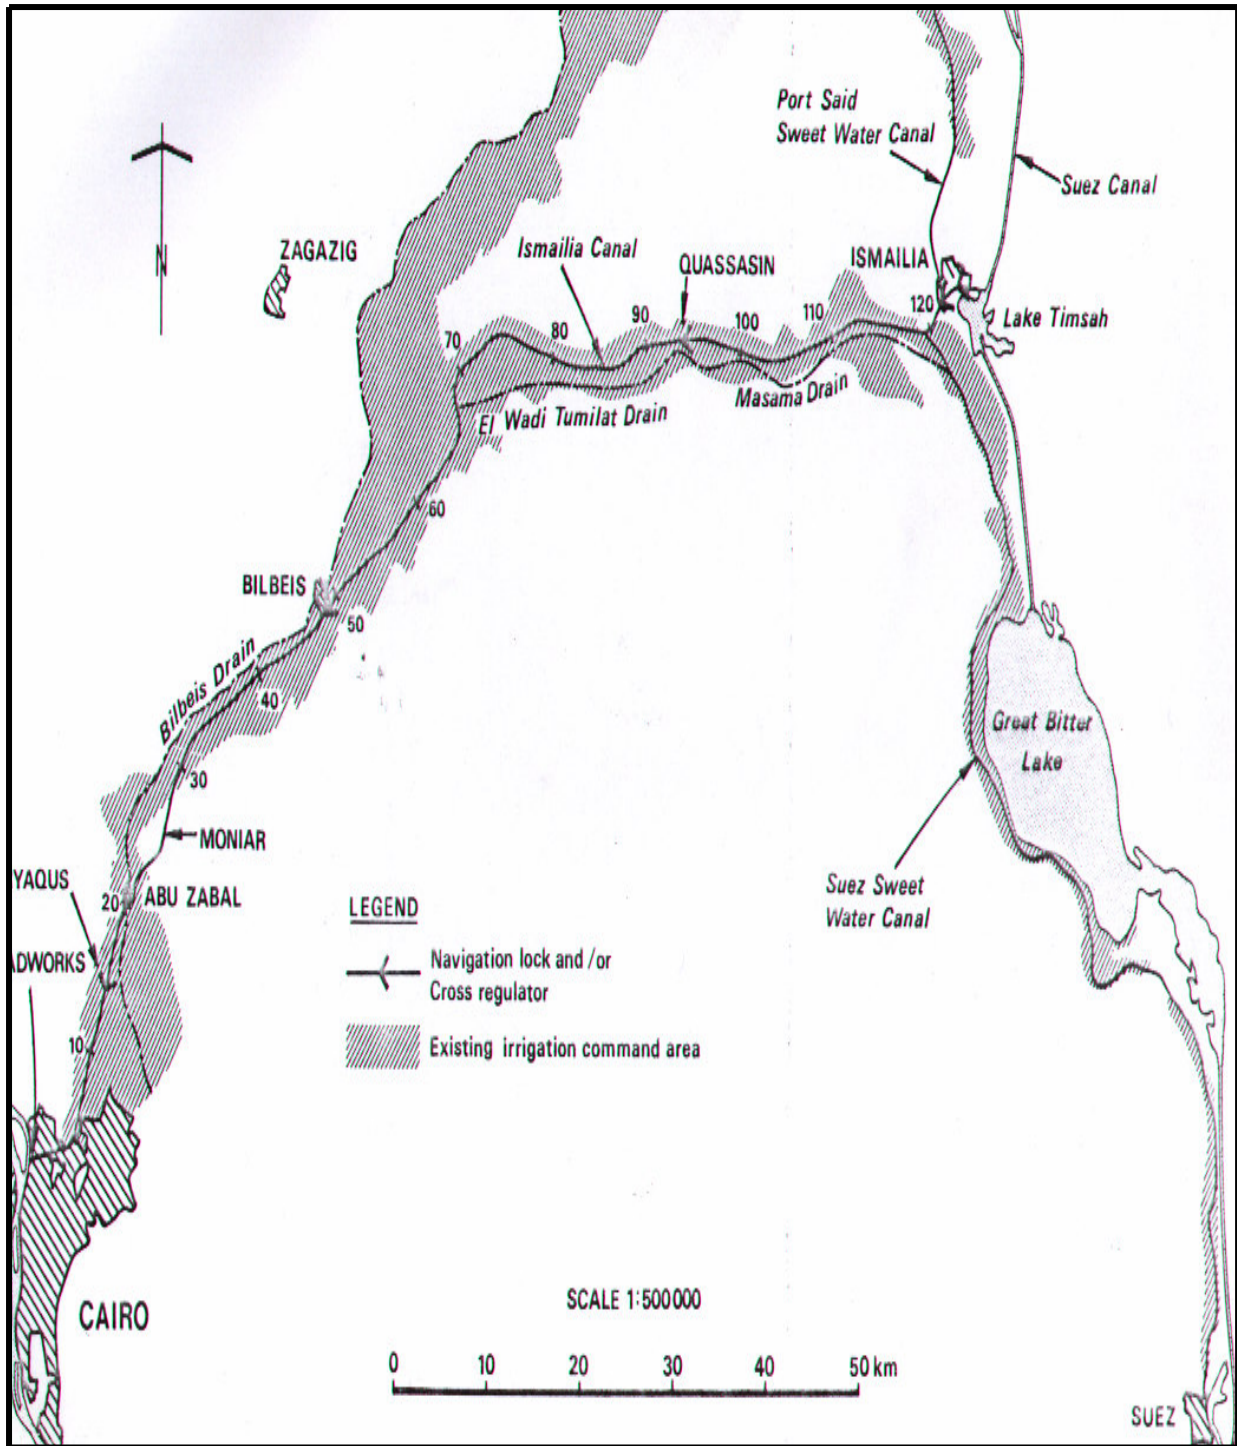 Port Said
Sweet Water Canal
Suez Canal
N
ZAGAZIG
Ismailia Canal
QUASSASIN
ISMAILIA
120
Lake Timsah
70
80
90
100
110
El Wadi Tumilat Drain
Masama Drain
60
BILBEIS
50
Bilbeis Drain
40
30
MONIAR
Great Bitter
Lake
YAQUS
20
ABU ZABAL
Suez Sweet
Water Canal
ADWORKS
10
LEGEND
Navigation lock and /or
Cross regulator
Existing irrigation command area
CAIRO
SCALE 1:500000
0 10 20 30 40 50 km
SUEZ